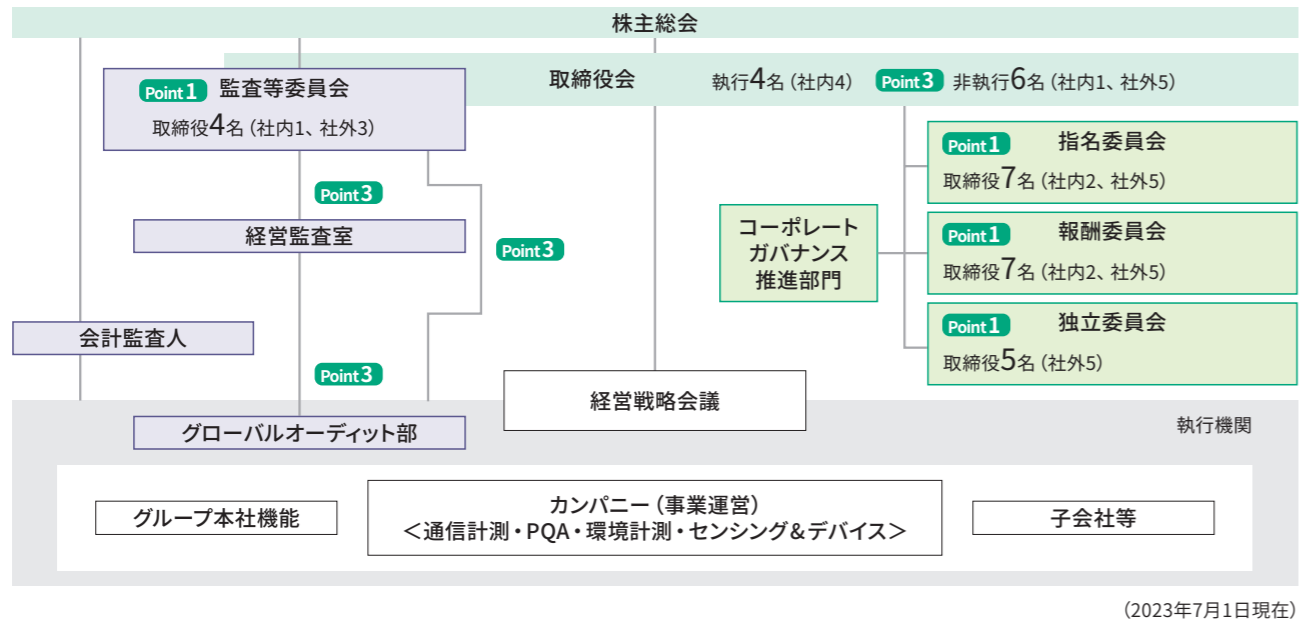 株主総会
取締役会 執行4名（社内4） Point3 非執行6名（社内1、社外5）
Point1 監査等委員会
取締役4名（社内1、社外3）
Point3
経営監査室
Point3
会計監査人
Point3
グローバルオーディット部
コーポレート
ガバナンス
推進部門
Point1 指名委員会
取締役7名（社内2、社外5）
Point1 報酬委員会
取締役7名（社内2、社外5）
Point1 独立委員会
取締役5名（社外5）
経営戦略会議
執行機関
グループ本社機能
カンパニー（事業運営）
＜通信計測・PQA・環境計測・センシング＆デバイス＞
子会社等
（2023年7月1日現在）